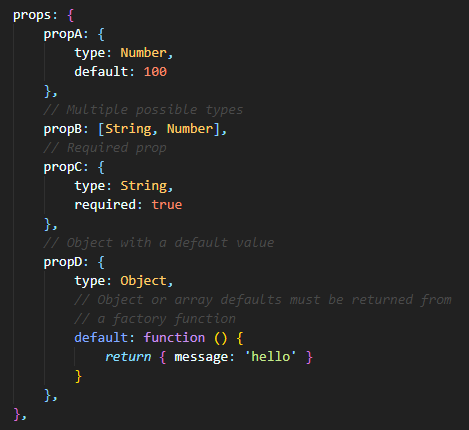 props: {
    propA: {
        type: Number,
        default: 100
    },
    // Multiple possible types
    propB: [String, Number],
    // Required prop
    propC: {
        type: String,
        required: true
    },
    // Object with a default value
    propD: {
        type: Object,
        // Object or array defaults must be returned from
        // a factory function
        default: function () {
            return { message: 'hello' }
        }
    },
},